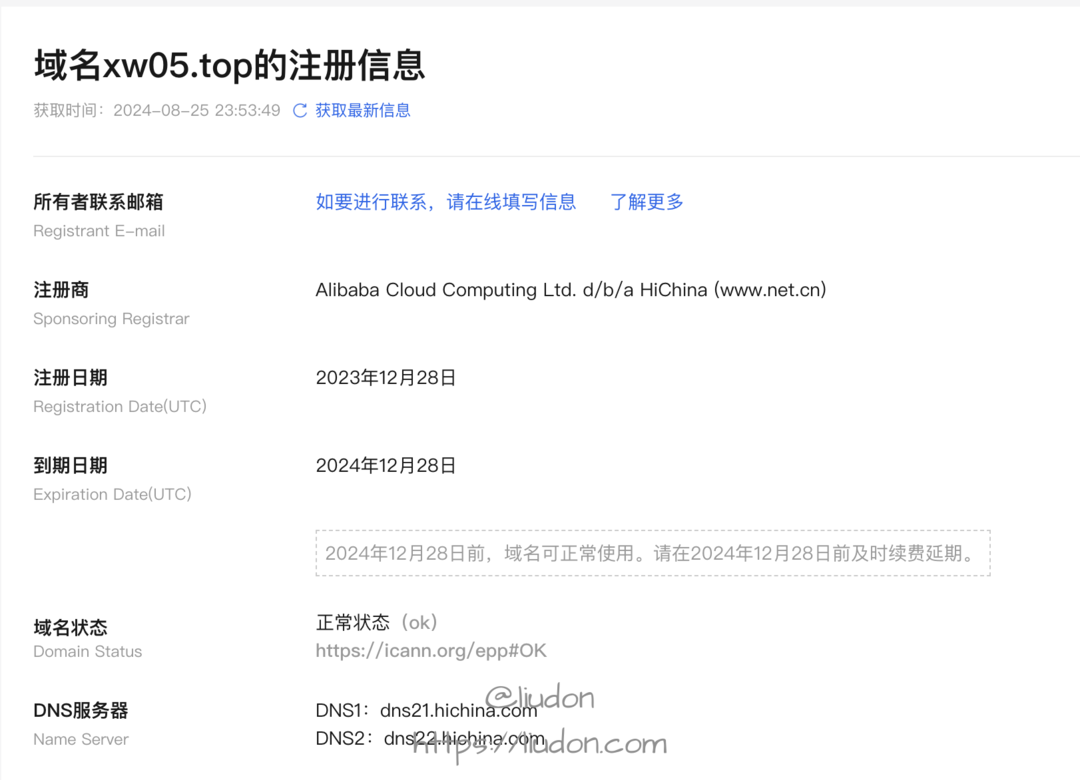 域名xw05.top的注册信息
获取时间：2024-08-25 23:53:49 获取最新信息
所有者联系邮箱 如要进行联系，请在线填写信息 了解更多
Registrant E-mail
注册商 Alibaba Cloud Computing Ltd. d/b/a HiChina (www.net.cn)
Sponsoring Registrar
注册日期 2023年12月28日
Registration Date(UTC)
到期日期 2024年12月28日
Expiration Date(UTC)
2024年12月28日前，域名可正常使用。请在2024年12月28日前及时续费延期。
域名状态 正常状态（ok）
Domain Status https://icann.org/epp#OK
@liudon
DNS服务器 DNS1：dns21.hichina.com
Name Server DNS2：dns22.hichina.com
https://liudon.com